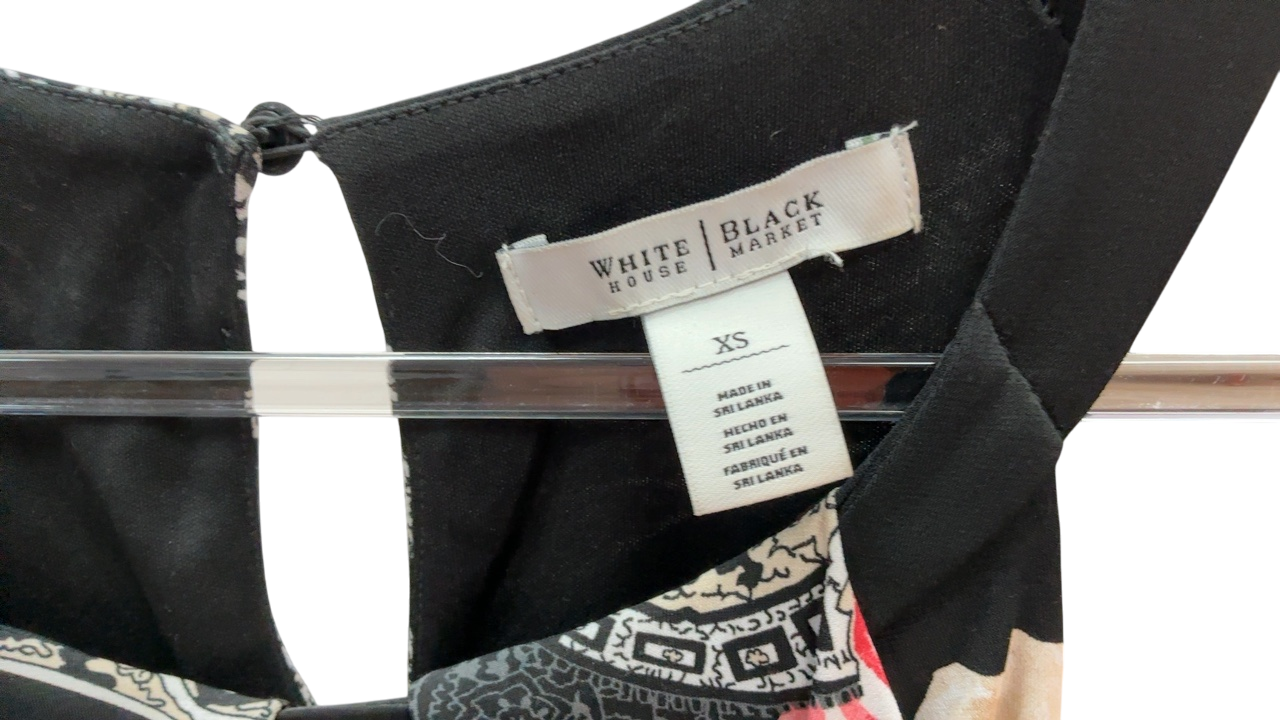 WHITE | BLACK
HOUSE | MARKET
XS
MADE IN
SRI LANKA
HECHO EN
SRI LANKA
FABRIQUÉ EN
SRI LANKA